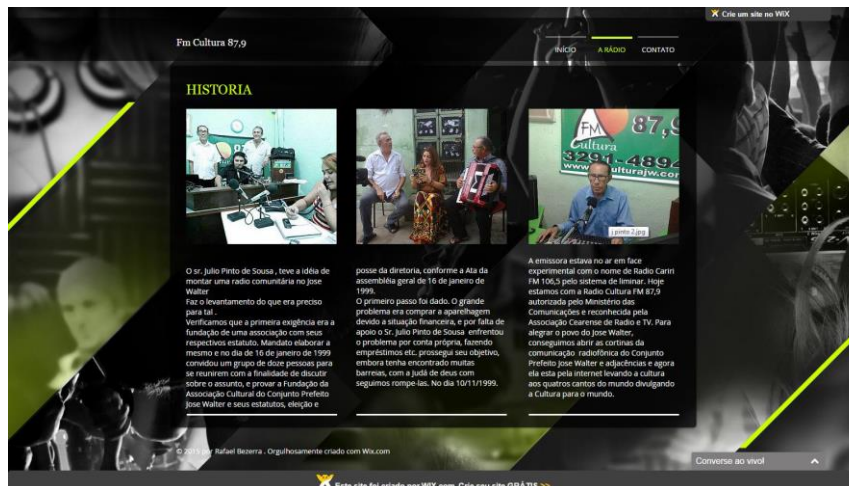 Crie um site no WiX
Fm Cultura 87,9
INÍCIO
A RÁDIO
CONTATO
HISTORIA
FM
Cultura
87,9
3291-4894
j pinto 2.jpg
O sr. Julio Pinto de Sousa , teve a idéia de
montar uma radio comunitária no Jose
Walter
Faz o levantamento do que era preciso
para tal .
Verificamos que a primeira exigência era a
fundação de uma associação com seus
respectivos estatuto. Mandato elaborar a
mesmo e no dia de 16 de janeiro de 1999
convidou um grupo de doze pessoas para
se reunirem com a finalidade de discutir
sobre o assunto, e provar a Fundação da
Associação Cultural do Conjunto Prefeito
Jose Walter e seus estatutos, eleição e
posse da diretoria, conforme a Ata da
assembléia geral de 16 de janeiro de
1999.
O primeiro passo foi dado. O grande
problema era comprar a aparelhagem
devido a situação financeira, e por falta de
apoio o Sr. Julio Pinto de Sousa enfrentou
o problema por conta própria, fazendo
empréstimos etc. prossegui seu objetivo,
embora tenha encontrado muitas
barreias, com a Judá de deus com
seguimos rompe-las. No dia 10/11/1999.
A emissora estava no ar em face
experimental com o nome de Radio Cariri
FM 106,5 pelo sistema de liminar. Hoje
estamos com a Radio Cultura FM 87,9
autorizada pelo Ministério das
Comunicações e reconhecida pela
Associação Cearense de Radio e TV. Para
alegrar o povo do Jose Walter,
conseguimos abrir as cortinas da
comunicação radiofônica do Conjunto
Prefeito Jose Walter e adjacências e agora
ela esta pela internet levando a cultura
aos quatro cantos do mundo divulgando
a Cultura para o mundo.
© 2015 por Rafael Bezerra . Orgulhosamente criado com Wix.com
Converse ao vivo!
Este site foi criado por WIX.com. Crie seu site GRÁTIS >>